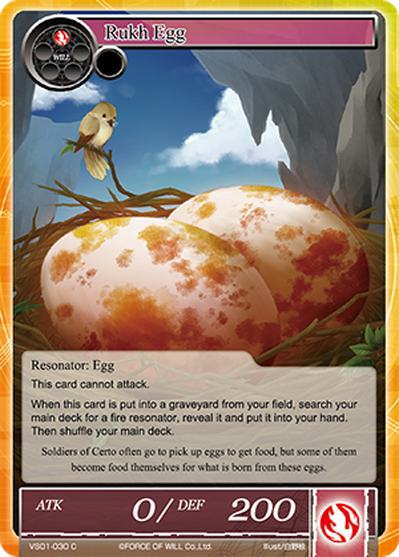 Rukh Egg
WILL
Resonator: Egg
This card cannot attack.
When this card is put into a graveyard from your field, search your
main deck for a fire resonator, reveal it and put it into your hand.
Then shuffle your main deck.
Soldiers of Certo often go to pick up eggs to get food, but some of them
become food themselves for what is born from these eggs.
ATK 0/ DEF 200
VS01-030 C ©FORCE OF WILL Co.,Ltd. Illust/白野桜